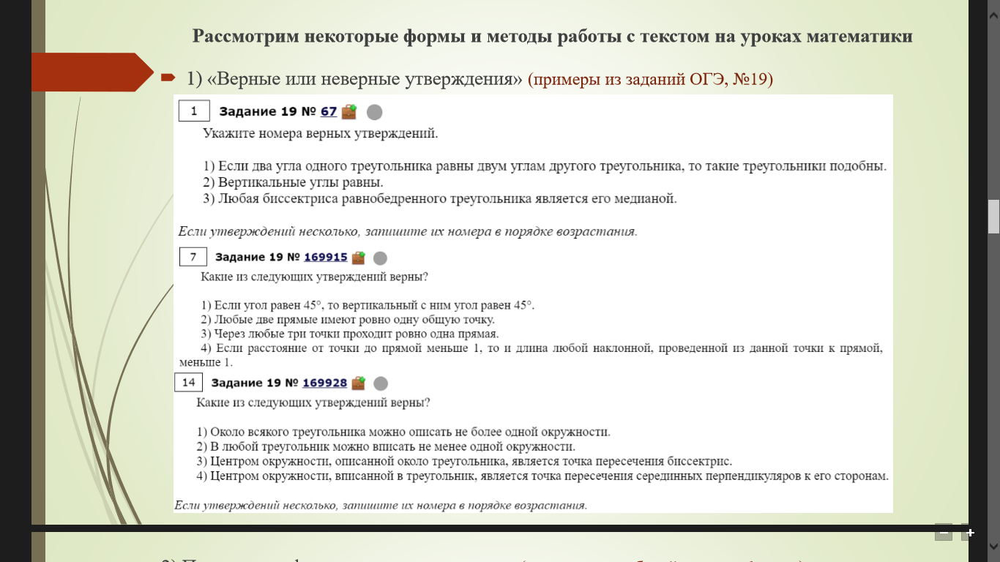 Рассмотрим некоторые формы и методы работы с текстом на уроках математики
1) «Верные или неверные утверждения» (примеры из заданий ОГЭ, №19)
1 Задание 19 № 67
Укажите номера верных утверждений.
1) Если два угла одного треугольника равны двум углам другого треугольника, то такие треугольники подобны.
2) Вертикальные углы равны.
3) Любая биссектриса равнобедренного треугольника является его медианой.
Если утверждений несколько, запишите их номера в порядке возрастания.
7 Задание 19 № 169915
Какие из следующих утверждений верны?
1) Если угол равен 45°, то вертикальный с ним угол равен 45°.
2) Любые две прямые имеют ровно одну общую точку.
3) Через любые три точки проходит ровно одна прямая.
4) Если расстояние от точки до прямой меньше 1, то и длина любой наклонной, проведенной из данной точки к прямой,
меньше 1.
14 Задание 19 № 169928
Какие из следующих утверждений верны?
1) Около всякого треугольника можно описать не более одной окружности.
2) В любой треугольник можно вписать не менее одной окружности.
3) Центром окружности, описанной около треугольника, является точка пересечения биссектрис.
4) Центром окружности, вписанной в треугольник, является точка пересечения серединных перпендикуляров к его сторонам.
Если утверждений несколько, запишите их номера в порядке возрастания.